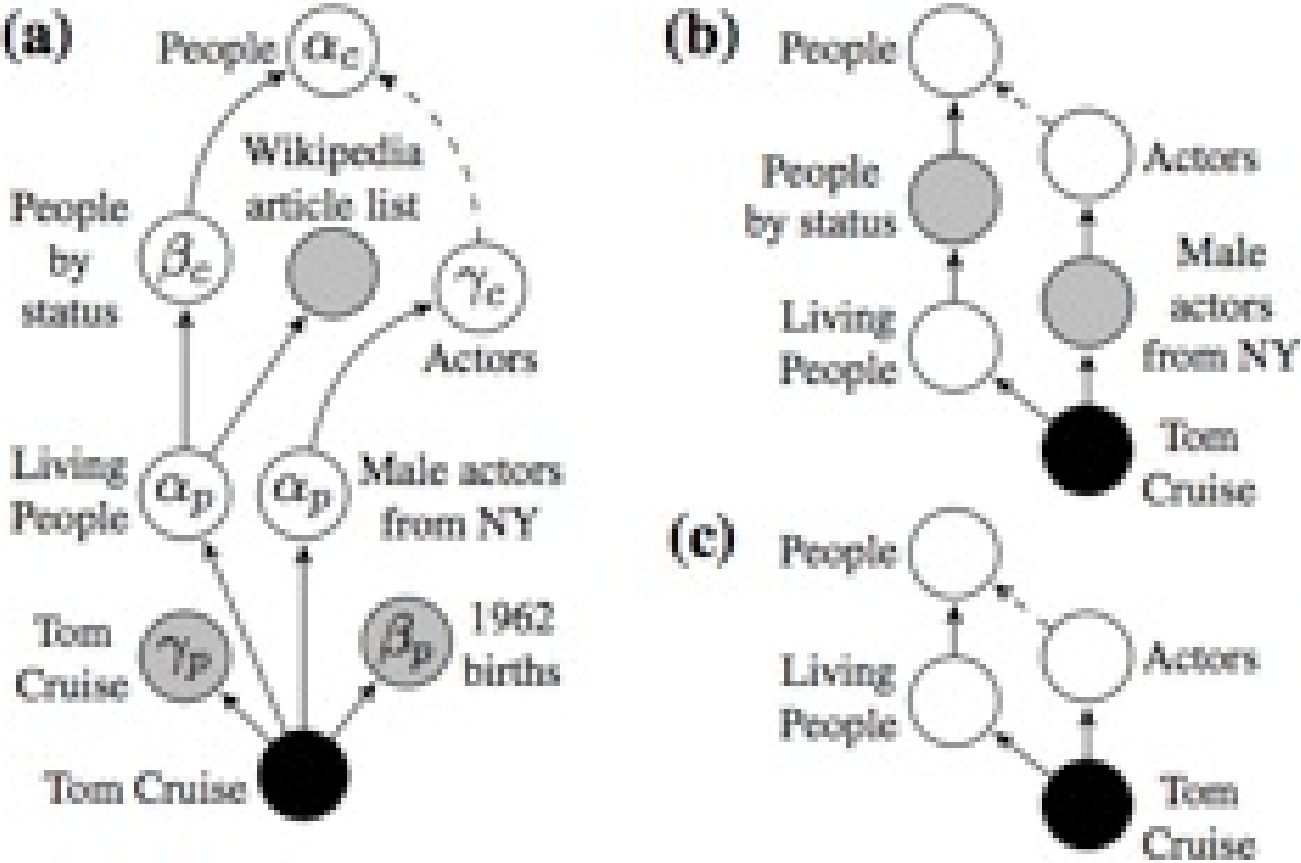 (a)
People
αc
Wikipedia
article list
People
by
status
βc
γc
Actors
Living
People
αp
αp
Male actors
from NY
Tom
Cruise
γp
βp
1962
births
Tom Cruise
(b)
People
People
by status
Actors
Living
People
Male
actors
from NY
Tom
Cruise
(c)
People
Living
People
Actors
Tom
Cruise